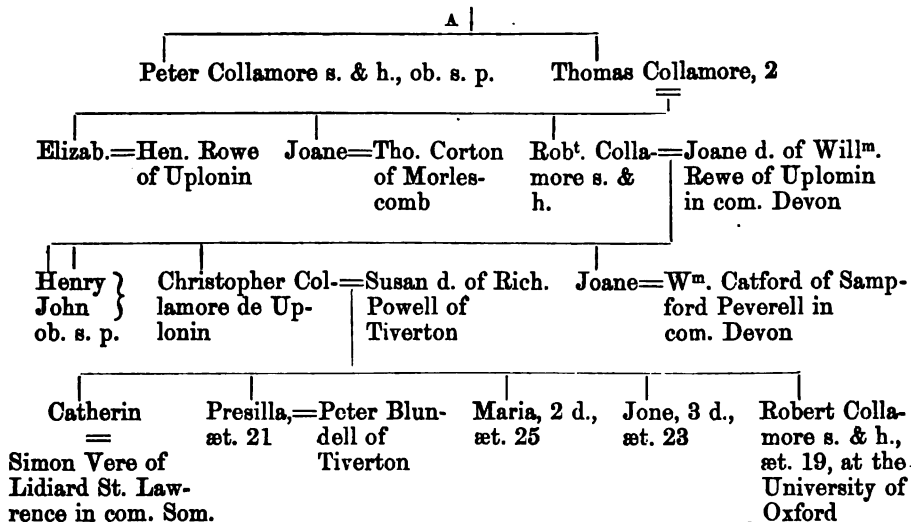 A
Peter Collamore s. & h., ob. s. p.
Thomas Collamore, 2
Elizab.=Hen. Rowe
of Uplonin
Joane=Tho. Corton
of Morles-
comb
Robᵗ. Colla-
more s. &
h.
=Joane d. of Willᵐ.
Rewe of Uplomin
in com. Devon
Henry
John
ob. s. p.
Christopher Col-
lamore de Up-
lonin
=Susan d. of Rich.
Powell of
Tiverton
Joane=Wᵐ. Catford of Samp-
ford Peverell in
com. Devon
Catherin
=
Simon Vere of
Lidiard St. Law-
rence in com. Som.
Presilla,=Peter Blun-
æt. 21
dell of
Tiverton
Maria, 2 d.,
æt. 25
Jone, 3 d.,
æt. 23
Robert Colla-
more s. & h.,
æt. 19, at the
University of
Oxford